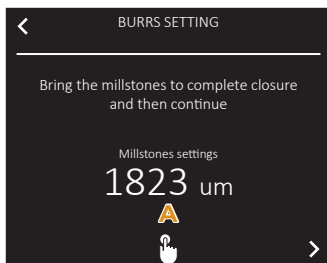 BURRS SETTING
Bring the millstones to complete closure
and then continue
Millstones settings
1823 um
A